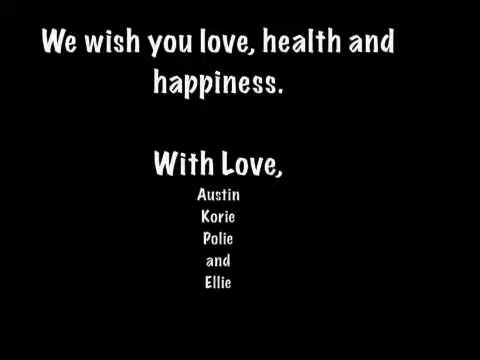 We wish you love, health and
happiness.
With Love,
Austin
Korie
Polie
and
Ellie